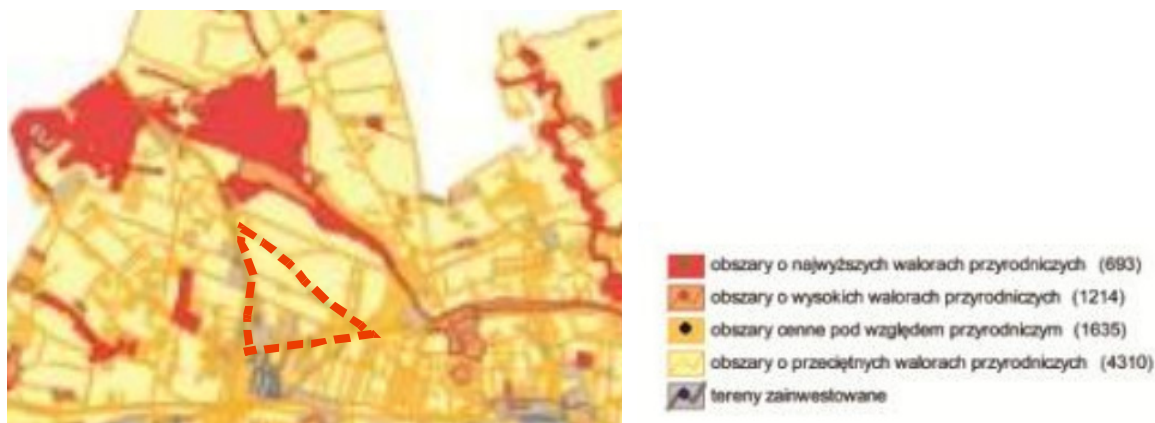 obszary o najwyższych walorach przyrodniczych (693)
obszary o wysokich walorach przyrodniczych (1214)
obszary cenne pod względem przyrodniczym (1635)
obszary o przeciętnych walorach przyrodniczych (4310)
tereny zainwestowane